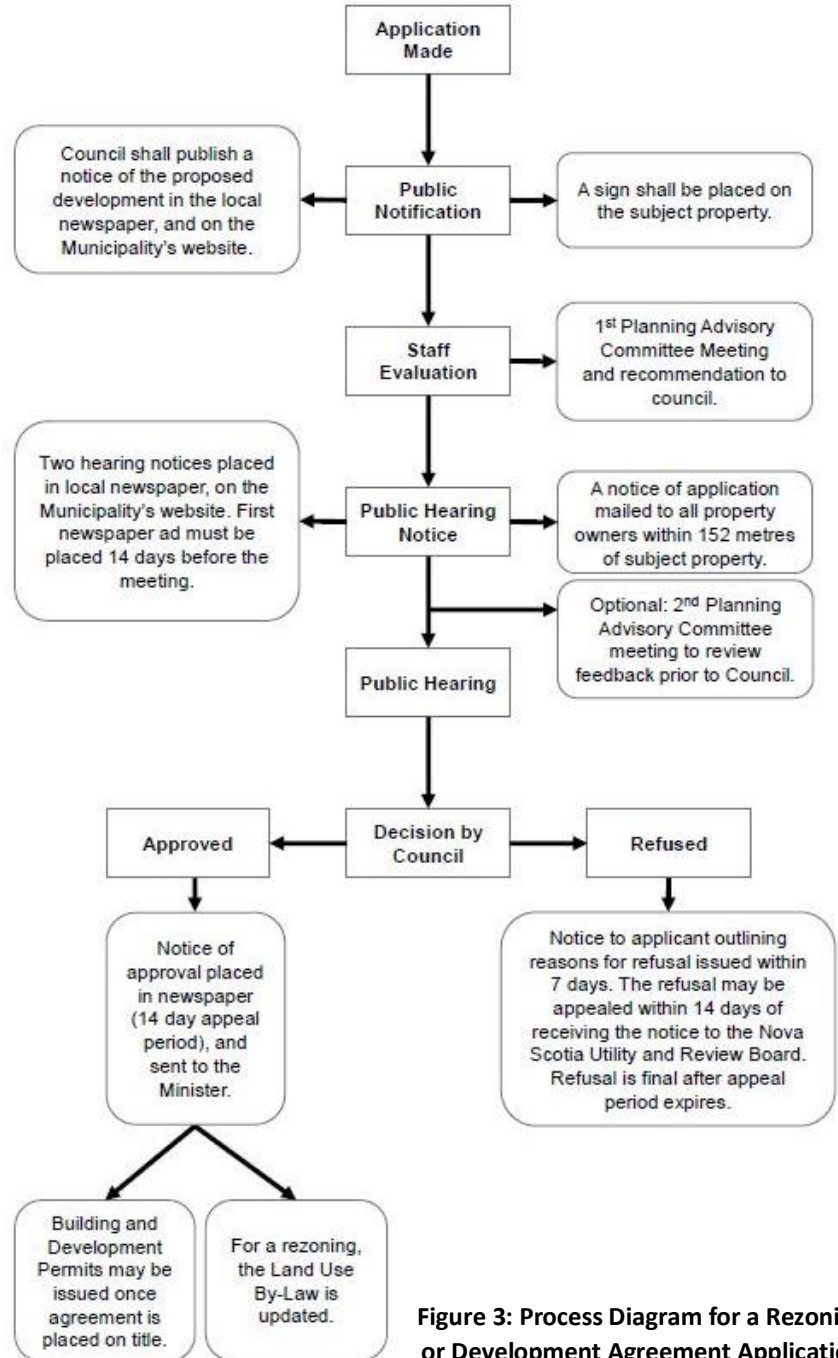 Application
Made
Council shall publish a
notice of the proposed
development in the local
newspaper, and on the
Municipality's website.
Public
Notification
A sign shall be placed on
the subject property.
Staff
Evaluation
1st Planning Advisory
Committee Meeting
and recommendation to
council.
Two hearing notices placed
in local newspaper, on the
Municipality's website. First
newspaper ad must be
placed 14 days before the
meeting.
Public Hearing
Notice
A notice of application
mailed to all property
owners within 152 metres
of subject property.
Optional: 2nd Planning
Advisory Committee
meeting to review
feedback prior to Council.
Public Hearing
Approved
Decision by
Council
Refused
Notice of
approval placed
in newspaper
(14 day appeal
period), and
sent to the
Minister.
Notice to applicant outlining
reasons for refusal issued within
7 days. The refusal may be
appealed within 14 days of
receiving the notice to the Nova
Scotia Utility and Review Board.
Refusal is final after appeal
period expires.
Building and
Development
Permits may be
issued once
agreement is
placed on title.
For a rezoning,
the Land Use
By-Law is
updated.
Figure 3: Process Diagram for a Rezoni
or Development Agreement Applicatio